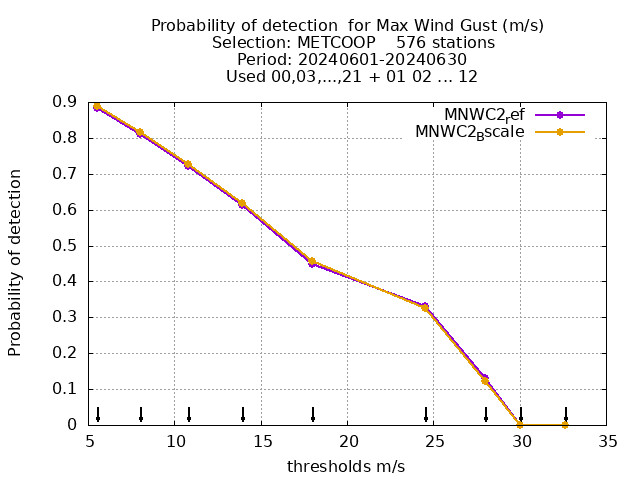 Probability of detection  for Max Wind Gust (m/s)
Selection: METCOOP    576 stations
Period: 20240601-20240630
Used 00,03,...,21 + 01 02 ... 12
MNWC2ref
MNWC2Bscale
Probability of detection
0.9
0.8
0.7
0.6
0.5
0.4
0.3
0.2
0.1
0
5 10 15 20 25 30 35
thresholds m/s